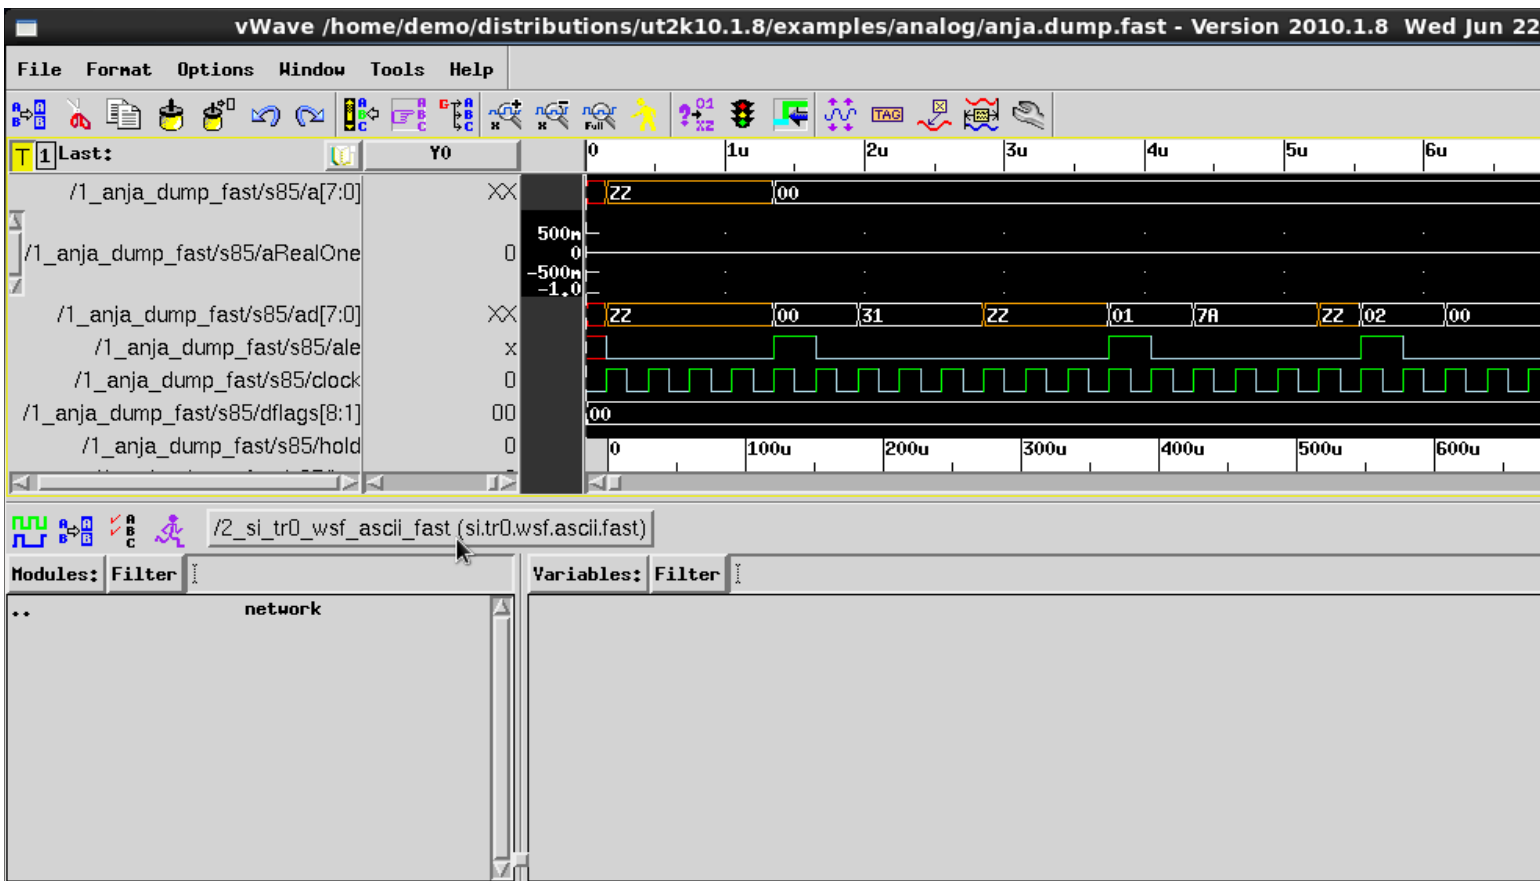 vWave /home/demo/distributions/ut2k10.1.8/examples/analog/anja.dump.fast - Version 2010.1.8 Wed Jun 22
File Format Options Window Tools Help
A B A B A B C A B C G A B C x x Full ? 01 XZ TAG
T 1 Last: Y0 0 1u 2u 3u 4u 5u 6u
/1_anja_dump_fast/s85/a[7:0] XX ZZ 00
500m
/1_anja_dump_fast/s85/aRealOne 0 0
-500m
-1.0
/1_anja_dump_fast/s85/ad[7:0] XX ZZ 00 31 ZZ 01 7A ZZ 02 00
/1_anja_dump_fast/s85/ale x
/1_anja_dump_fast/s85/clock 0
/1_anja_dump_fast/s85/dflags[8:1] 00 00
/1_anja_dump_fast/s85/hold 0 0 100u 200u 300u 400u 500u 600u
A B A B A B C /2_si_tr0_wsf_ascii_fast (si.tr0.wsf.ascii.fast)
Modules: Filter Variables: Filter
.. network